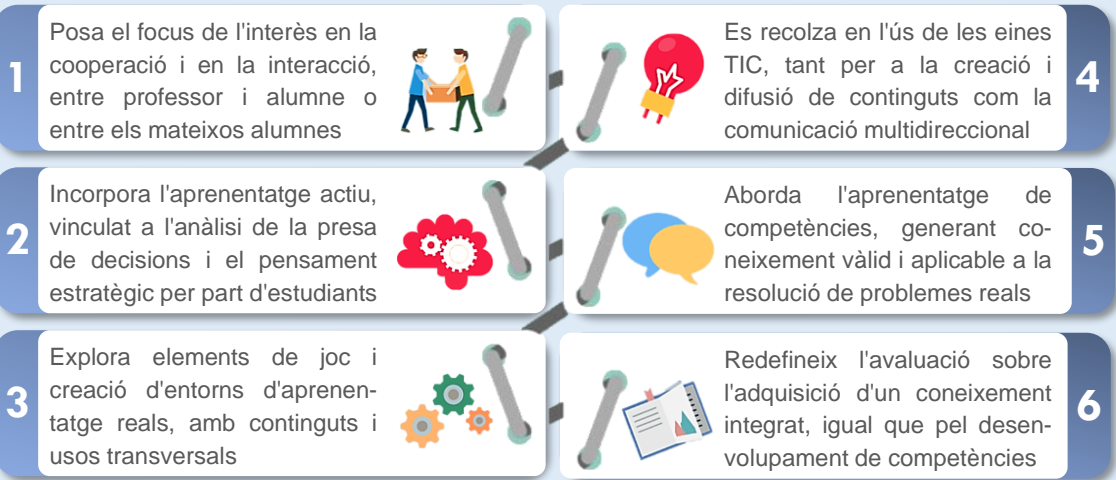 1
Posa el focus de l'interès en la
cooperació i en la interacció,
entre professor i alumne o
entre els mateixos alumnes
2
Incorpora l'aprenentatge actiu,
vinculat a l'anàlisi de la presa
de decisions i el pensament
estratègic per part d'estudiants
3
Explora elements de joc i
creació d'entorns d'aprenen-
tatge reals, amb continguts i
usos transversals
4
Es recolza en l'ús de les eines
TIC, tant per a la creació i
difusió de continguts com la
comunicació multidireccional
5
Aborda l'aprenentatge de
competències, generant co-
neixement vàlid i aplicable a la
resolució de problemes reals
6
Redefineix l'avaluació sobre
l'adquisició d'un coneixement
integrat, igual que pel desen-
volupament de competències